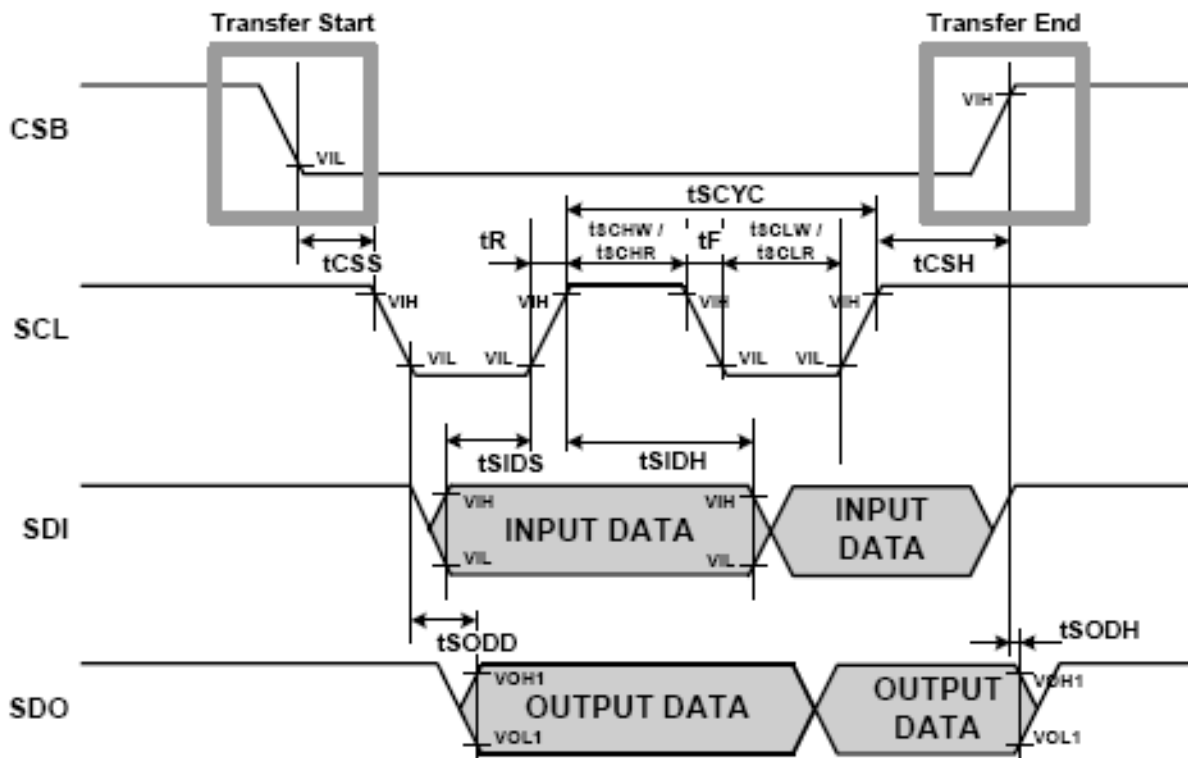 Transfer Start
Transfer End
CSB
VIL
VIH
tSCYC
tCSS
tR
tSCHW /
tSCHR
tF
tSCLW /
tSCLR
tCSH
SCL
VIH
VIH
VIH
VIL
VIL
VIL
VIL
tSIDS
tSIDH
SDI
VIH
VIL
INPUT DATA
VIH
VIL
INPUT
DATA
tSODD
tSODH
SDO
VOH1
VOL1
OUTPUT DATA
OUTPUT
DATA
VOH1
VOL1